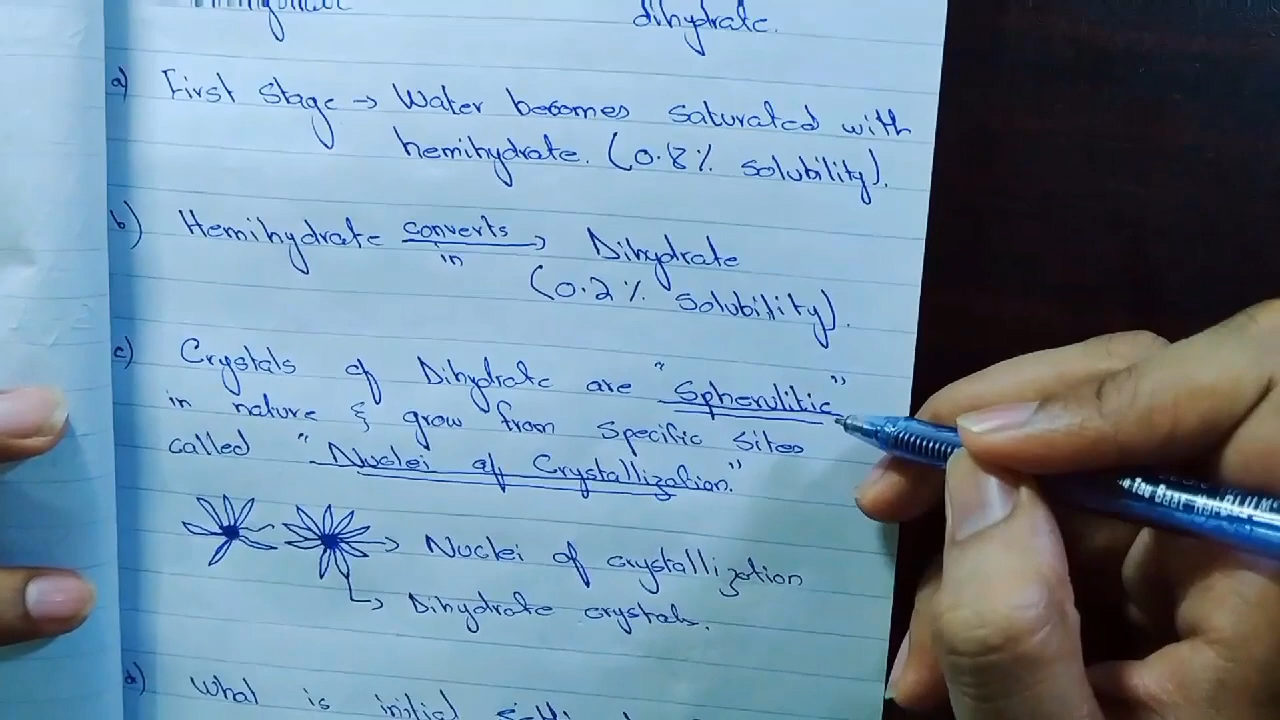 dihydrate.
a) First stage → Water becomes saturated with
hemihydrate. (0.8% solubility).
b) Hemihydrate converts in → Dihydrate
(0.2% solubility).
c) Crystals of Dihydrate are "Spherulitic"
in nature & grow from specific sites
called "Nuclei of Crystallization."
→ Nuclei of crystallization
→ Dihydrate crystals.
d) What is initial